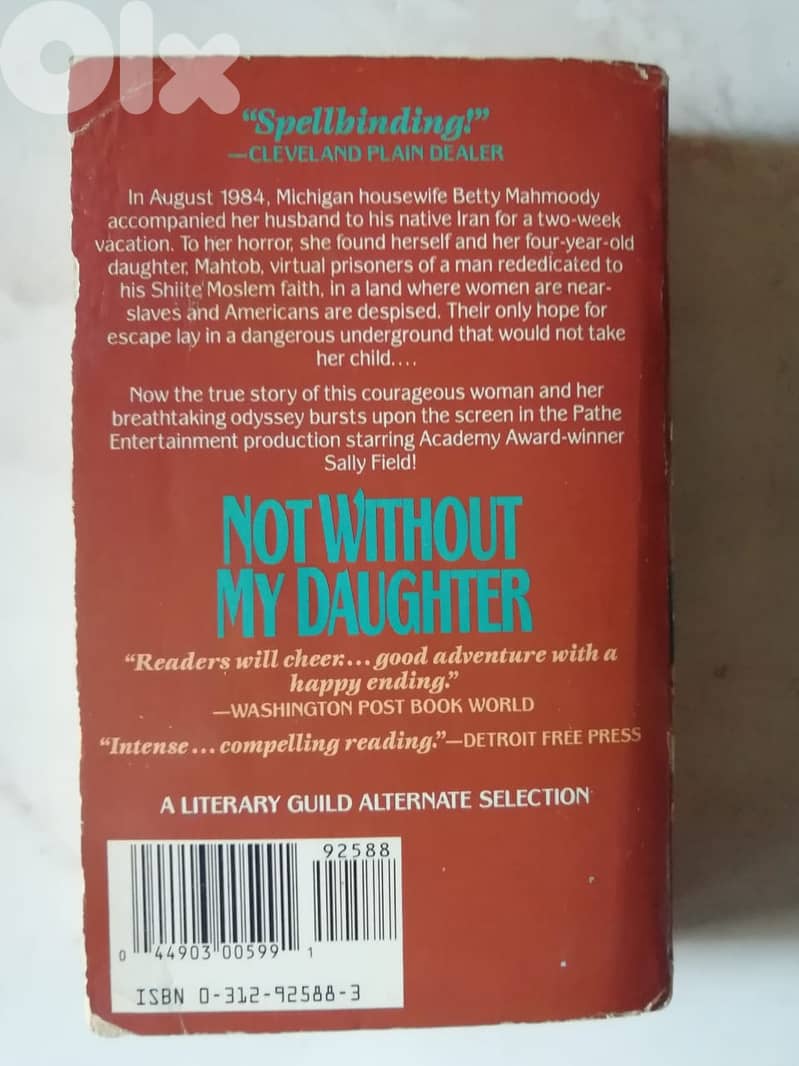 olx
“Spellbinding!”
—CLEVELAND PLAIN DEALER
In August 1984, Michigan housewife Betty Mahmoody
accompanied her husband to his native Iran for a two-week
vacation. To her horror, she found herself and her four-year-old
daughter, Mahtob, virtual prisoners of a man rededicated to
his Shiite Moslem faith, in a land where women are near-
slaves and Americans are despised. Their only hope for
escape lay in a dangerous underground that would not take
her child....
Now the true story of this courageous woman and her
breathtaking odyssey bursts upon the screen in the Pathe
Entertainment production starring Academy Award-winner
Sally Field!
NOT WITHOUT
MY DAUGHTER
“Readers will cheer.... good adventure with a
happy ending.”
—WASHINGTON POST BOOK WORLD
“Intense ... compelling reading.”—DETROIT FREE PRESS
A LITERARY GUILD ALTERNATE SELECTION
92588
0 44903 00599 1
ISBN 0-312-92588-3